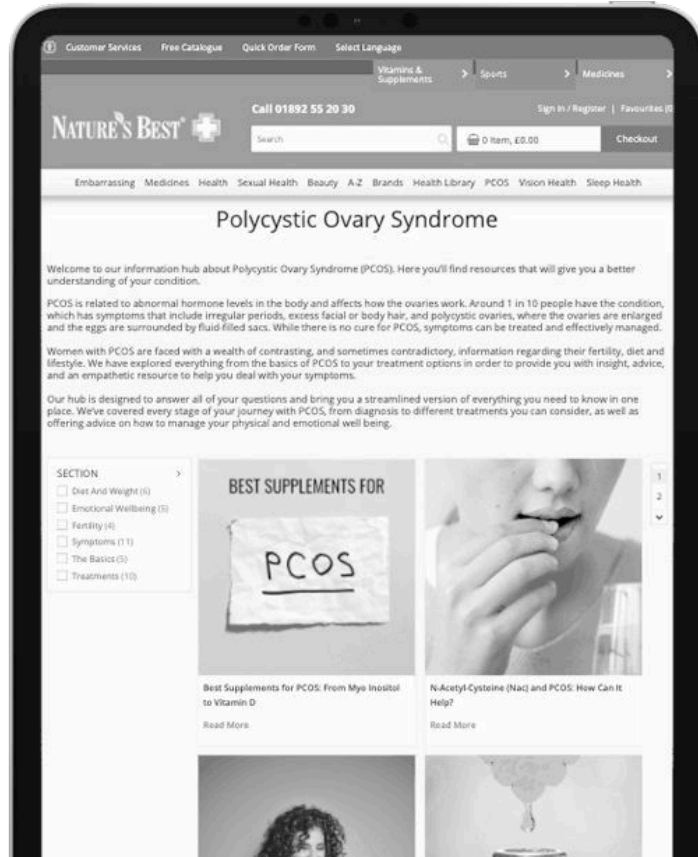 Customer Services Free Catalogue Quick Order Form Select Language
Vitamins &
Supplements
Sports
Medicines
Call 01892 55 20 30
Sign In / Register | Favourites (0
NATURE'S BEST
Search
0 Item, £0.00
Checkout
Embarrassing Medicines Health Sexual Health Beauty A-Z Brands Health Library PCOS Vision Health Sleep Health
Polycystic Ovary Syndrome
Welcome to our information hub about Polycystic Ovary Syndrome (PCOS). Here you'll find resources that will give you a better
understanding of your condition.
PCOS is related to abnormal hormone levels in the body and affects how the ovaries work. Around 1 in 10 people have the condition,
which has symptoms that include irregular periods, excess facial or body hair, and polycystic ovaries, where the ovaries are enlarged
and the eggs are surrounded by fluid-filled sacs. While there is no cure for PCOS, symptoms can be treated and effectively managed.
Women with PCOS are faced with a wealth of contrasting, and sometimes contradictory, information regarding their fertility, diet and
lifestyle. We have explored everything from the basics of PCOS to your treatment options in order to provide you with insight, advice,
and an empathetic resource to help you deal with your symptoms.
Our hub is designed to answer all of your questions and bring you a streamlined version of everything you need to know in one
place. We've covered every stage of your journey with PCOS, from diagnosis to different treatments you can consider, as well as
offering advice on how to manage your physical and emotional well being.
SECTION
Diet And Weight (6)
Emotional Wellbeing (5)
Fertility (4)
Symptoms (11)
The Basics (5)
Treatments (10)
BEST SUPPLEMENTS FOR
PCOS
1
2
Best Supplements for PCOS: From Myo Inositol
to Vitamin D
Read More
N-Acetyl-Cysteine (Nac) and PCOS: How Can It
Help?
Read More